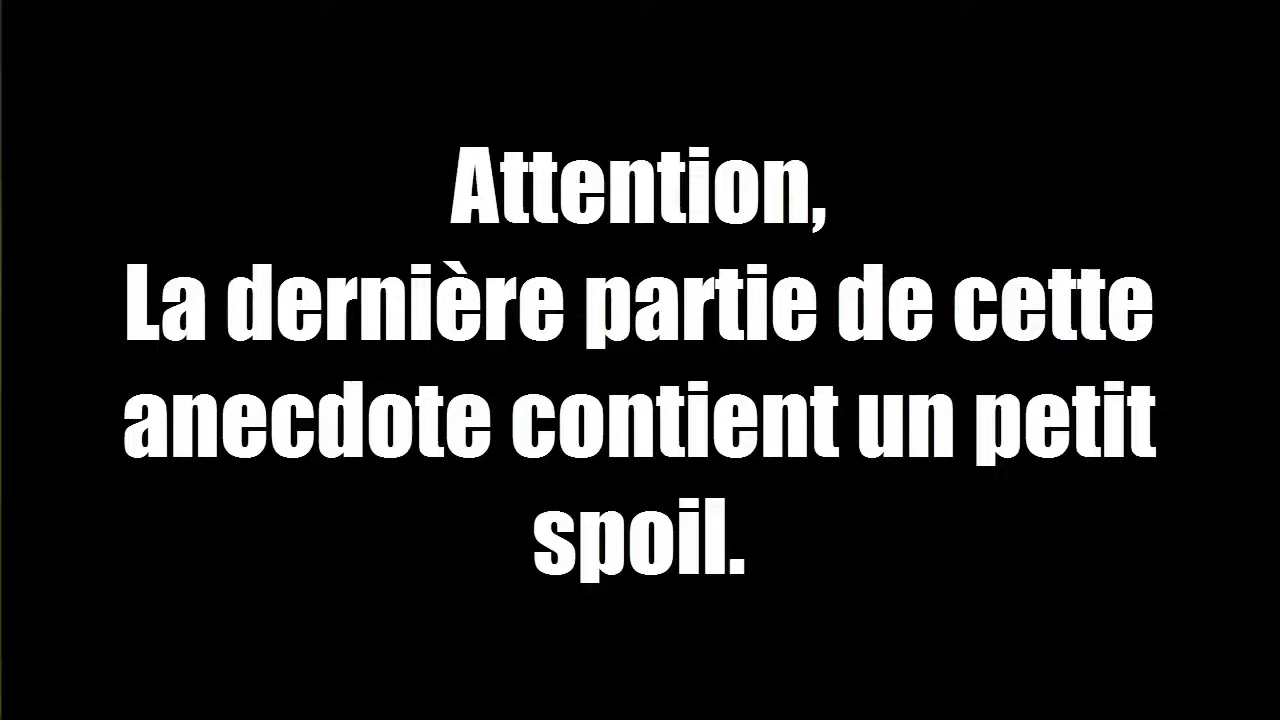 Attention,
La dernière partie de cette
anecdote contient un petit
spoil.